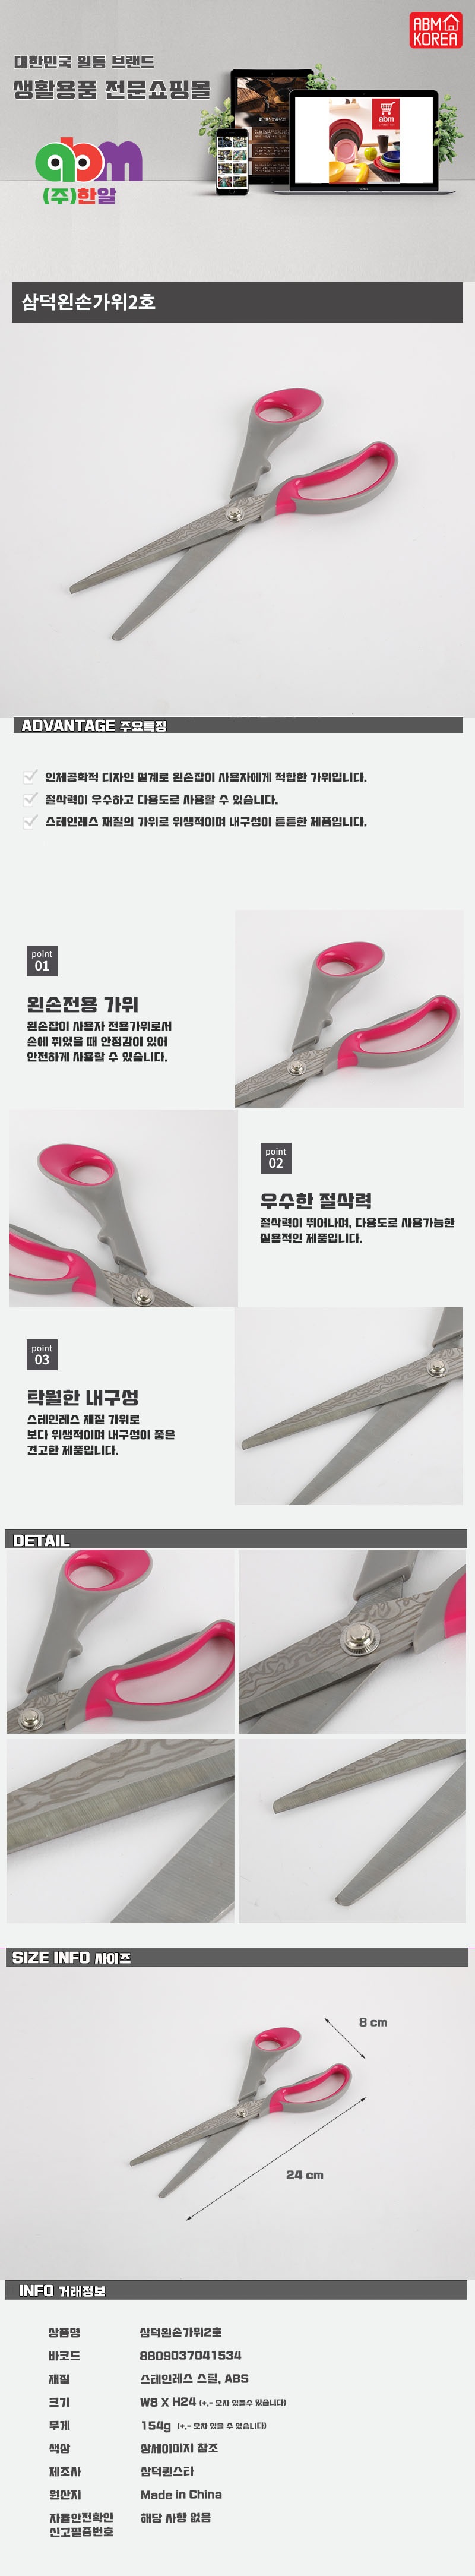 ABM
KOREA
대한민국 일등 브랜드
생활용품 전문쇼핑몰
abm
(주)한알
abm
삼덕왼손가위2호
ADVANTAGE 주요특징
인체공학적 디자인 설계로 왼손잡이 사용자에게 적합한 가위입니다.
절삭력이 우수하고 다용도로 사용할 수 있습니다.
스테인레스 재질의 가위로 위생적이며 내구성이 튼튼한 제품입니다.
point
01
왼손전용 가위
왼손잡이 사용자 전용가위로서
손에 쥐었을 때 안정감이 있어
안전하게 사용할 수 있습니다.
point
02
우수한 절삭력
절삭력이 뛰어나며, 다용도로 사용가능한
실용적인 제품입니다.
point
03
탁월한 내구성
스테인레스 재질 가위로
보다 위생적이며 내구성이 좋은
견고한 제품입니다.
DETAIL
SIZE INFO 사이즈
8 cm
24 cm
INFO 거래정보
상품명 삼덕왼손가위2호
바코드 8809037041534
재질 스테인레스 스틸, ABS
크기 W8 X H24 (+,- 오차 있을수 있습니다)
무게 154g (+,- 오차 있을 수 있습니다)
색상 상세이미지 참조
제조사 삼덕퀸스타
원산지 Made in China
자율안전확인 해당 사항 없음
신고필증번호